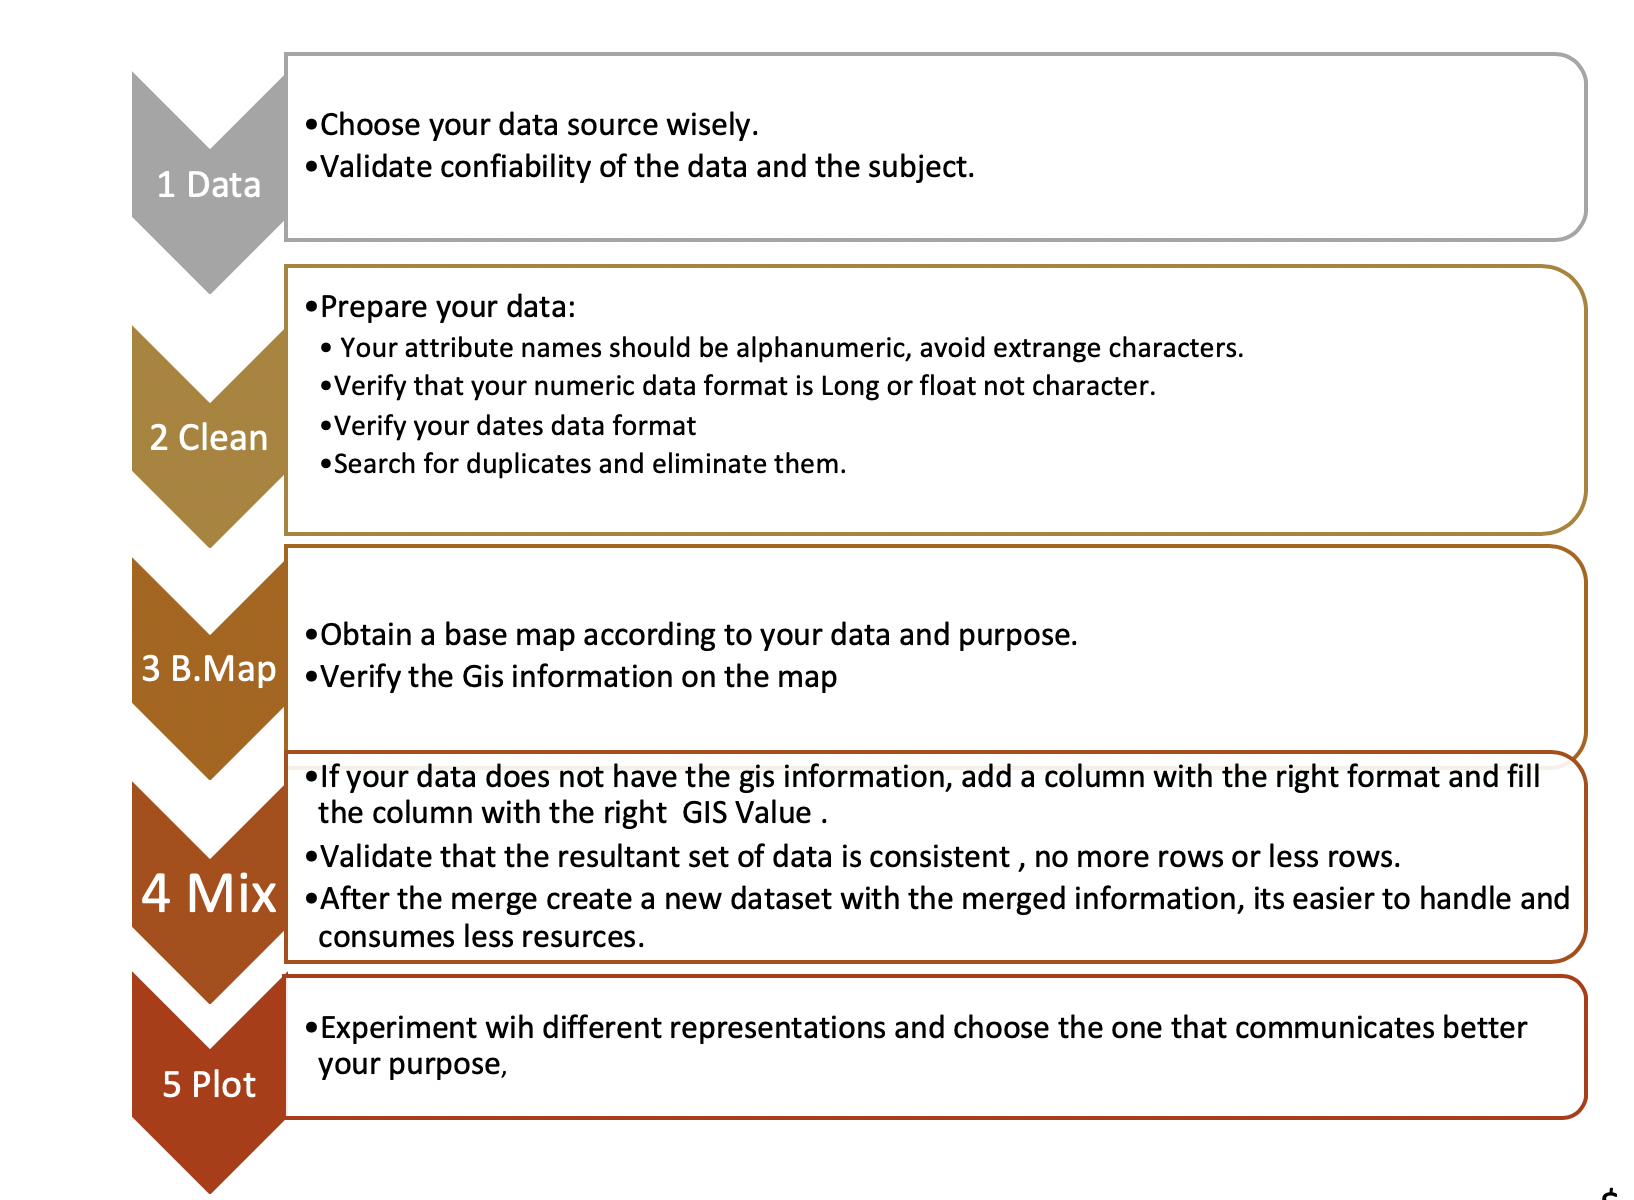 1 Data
•Choose your data source wisely.
•Validate confiability of the data and the subject.
2 Clean
•Prepare your data:
• Your attribute names should be alphanumeric, avoid extrange characters.
•Verify that your numeric data format is Long or float not character.
•Verify your dates data format
•Search for duplicates and eliminate them.
3 B.Map
•Obtain a base map according to your data and purpose.
•Verify the Gis information on the map
4 Mix
•If your data does not have the gis information, add a column with the right format and fill
the column with the right  GIS Value .
•Validate that the resultant set of data is consistent , no more rows or less rows.
•After the merge create a new dataset with the merged information, its easier to handle and
consumes less resurces.
5 Plot
•Experiment wih different representations and choose the one that communicates better
your purpose,